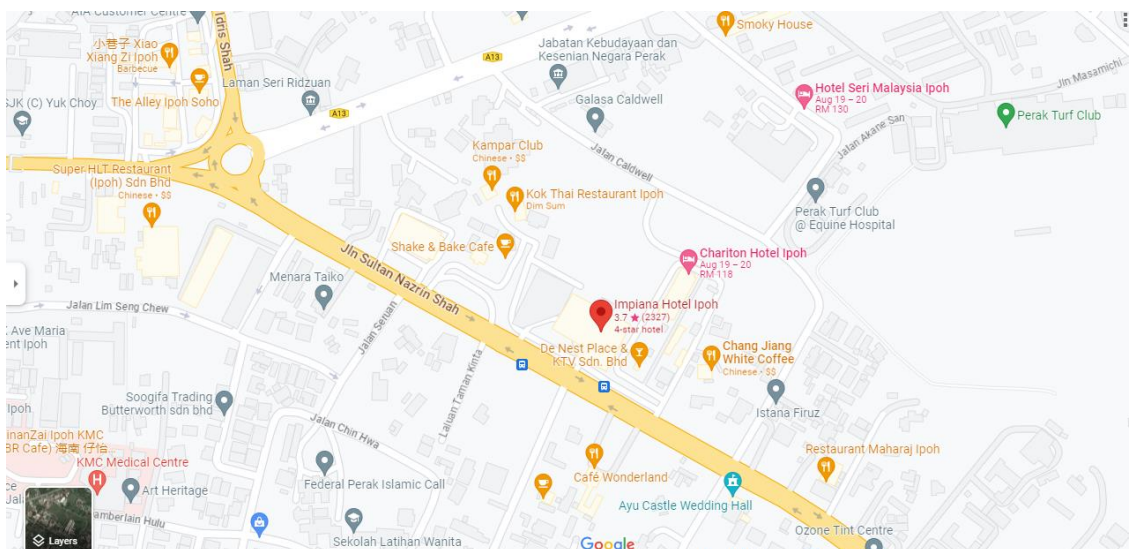 AIA Customer Centre
Idris Shah
小巷子 Xiao
Xiang Zi Ipoh
Barbecue
The Alley Ipoh Soho
SJK (C) Yuk Choy
Laman Seri Ridzuan
A13
A13
Jabatan Kebudayaan dan
Kesenian Negara Perak
Galasa Caldwell
Smoky House
Jln Masamichi
Hotel Seri Malaysia Ipoh
Aug 19 – 20
RM 130
Perak Turf Club
Jalan Akane San
Jalan Caldwell
Kampar Club
Chinese • $$
Kok Thai Restaurant Ipoh
Dim Sum
Super HLT Restaurant
(Ipoh) Sdn Bhd
Chinese • $$
Perak Turf Club
@ Equine Hospital
Shake & Bake Cafe
Jln Sultan Nazrin Shah
Chariton Hotel Ipoh
Aug 19 – 20
RM 118
Menara Taiko
Jalan Lim Seng Chew
Jalan Seruan
Impiana Hotel Ipoh
3.7 ★ (2327)
4-star hotel
Ave Maria
ent Ipoh
De Nest Place &
KTV Sdn. Bhd
Chang Jiang
White Coffee
Chinese • $$
Laluan Taman Kinta
Soogifa Trading
Butterworth sdn bhd
Ipoh
Istana Firuz
Jalan Chin Hwa
inanZai Ipoh KMC
BR Cafe) 海南 仔怡...
KMC Medical Centre
Restaurant Maharaj Ipoh
Art Heritage
Federal Perak Islamic Call
Café Wonderland
Ayu Castle Wedding Hall
amberlain Hulu
Layers
Sekolah Latihan Wanita
Google
Ozone Tint Centre